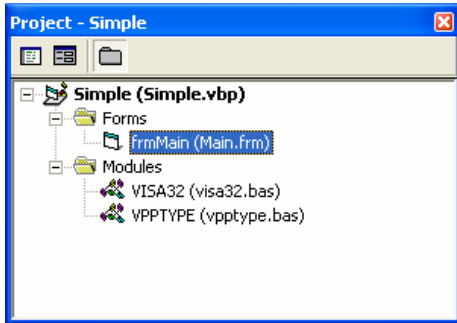 Project - Simple
Simple (Simple.vbp)
Forms
frmMain (Main.frm)
Modules
VISA32 (visa32.bas)
VPPTYPE (vpptype.bas)